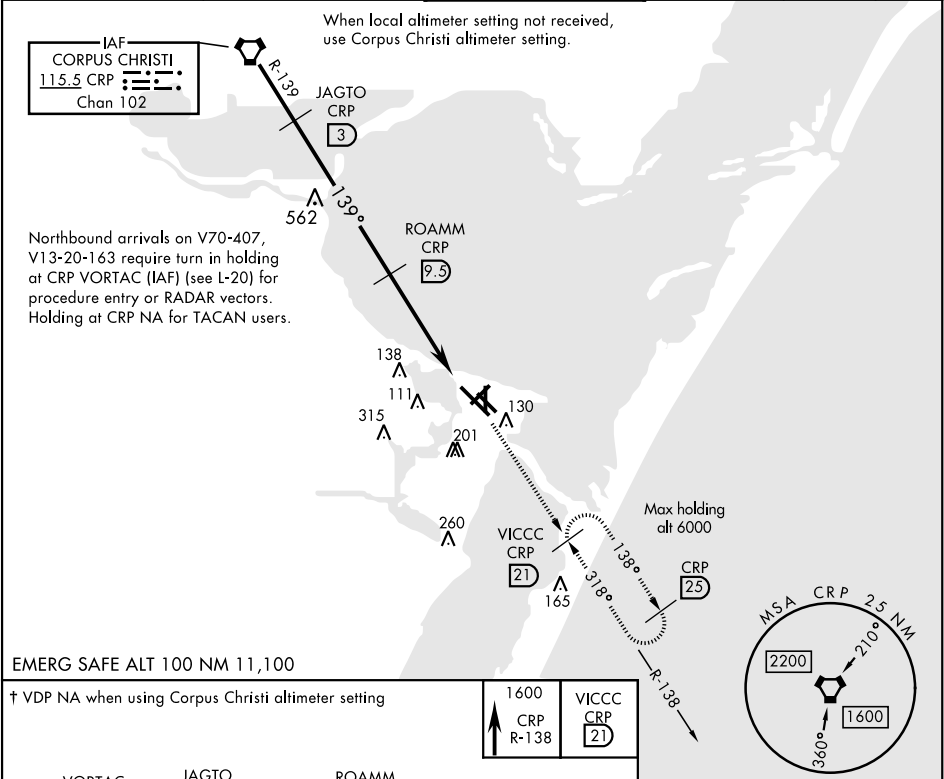 When local altimeter setting not received,
use Corpus Christi altimeter setting.
IAF
CORPUS CHRISTI
115.5 CRP
Chan 102
R-139
JAGTO
CRP
3
562
139°
ROAMM
CRP
9.5
Northbound arrivals on V70-407,
V13-20-163 require turn in holding
at CRP VORTAC (IAF) (see L-20) for
procedure entry or RADAR vectors.
Holding at CRP NA for TACAN users.
138
111
130
315
201
260
VICCC
CRP
21
Max holding
alt 6000
138°
318°
CRP
25
165
R-138
MSA CRP 25 NM
210°
2200
1600
360°
EMERG SAFE ALT 100 NM 11,100
† VDP NA when using Corpus Christi altimeter setting
1600
CRP
R-138
VICCC
CRP
21
VORTAC
JAGTO
ROAMM